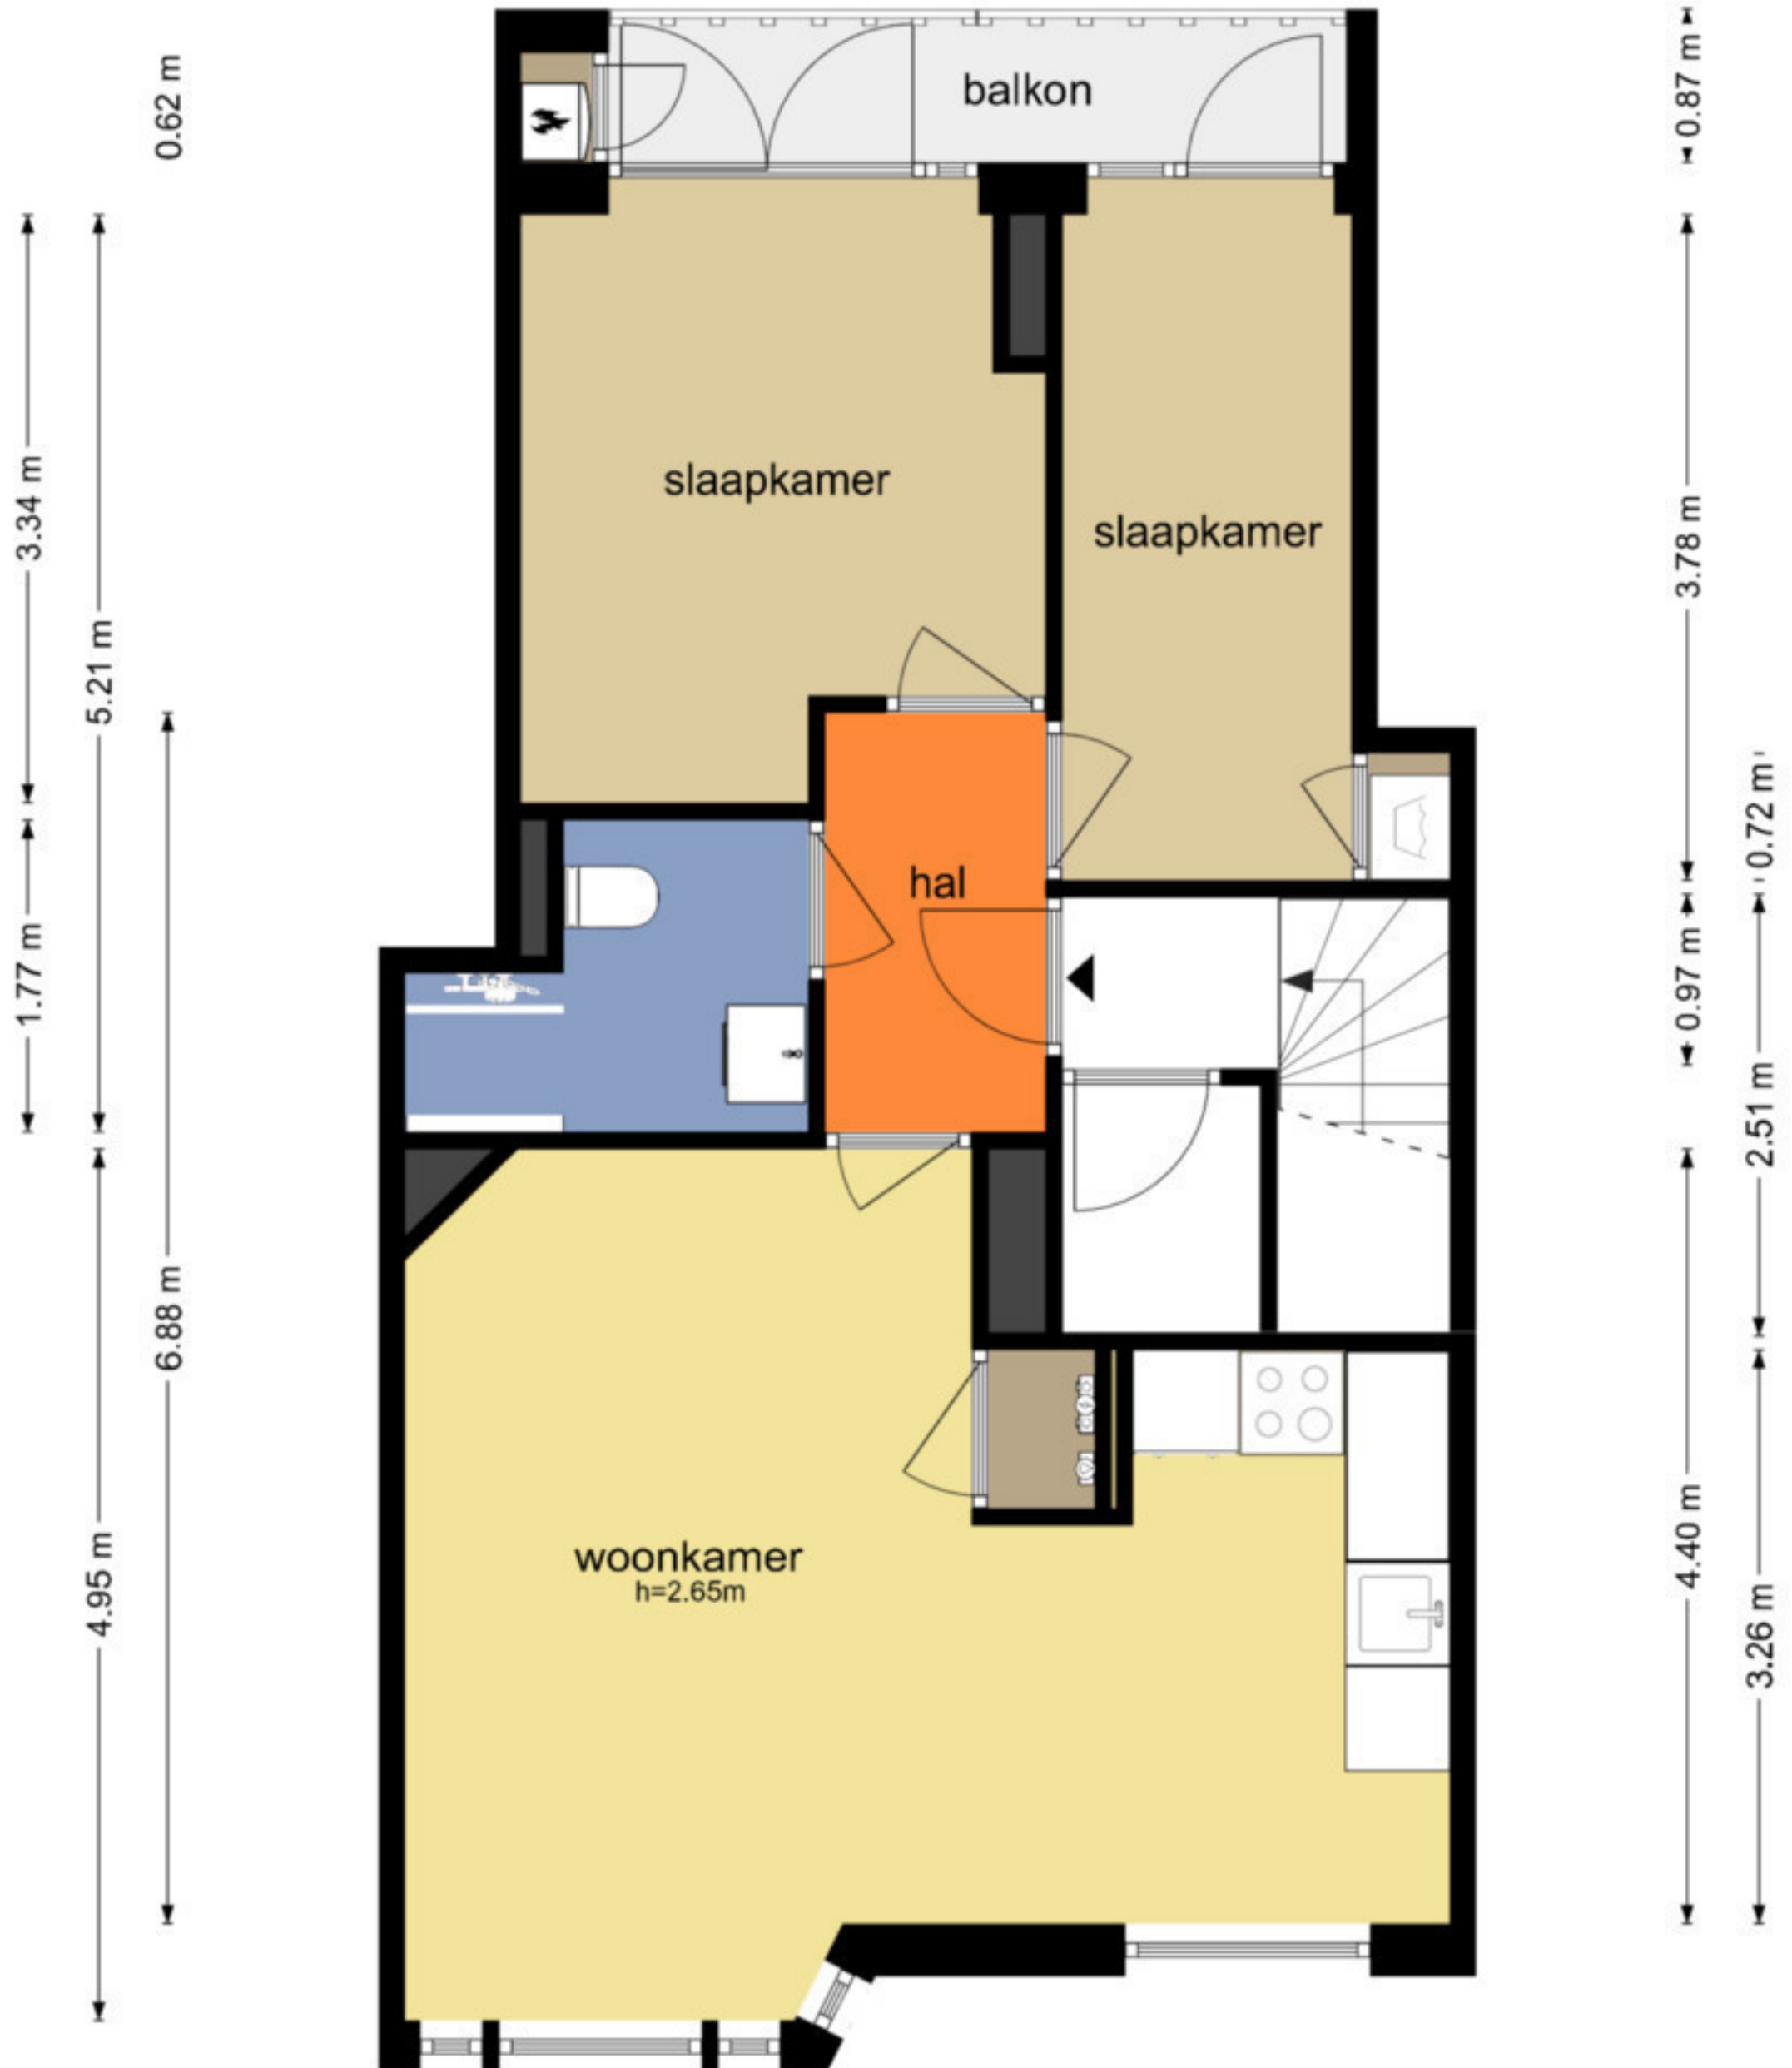 0.62 m
0.87 m
balkon
3.34 m
5.21 m
slaapkamer
slaapkamer
3.78 m
0.72 m
hal
1.77 m
0.97 m
2.51 m
6.88 m
4.95 m
woonkamer
h=2.65m
4.40 m
3.26 m